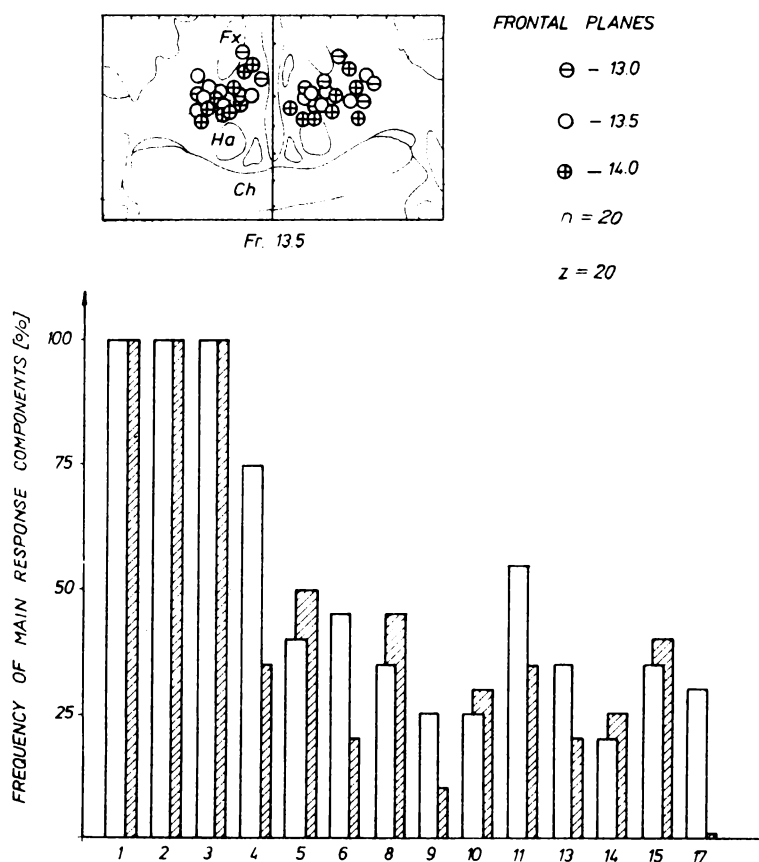 Fx
Ha
Ch
Fr. 13.5
FRONTAL PLANES
⊖ – 13.0
○ – 13.5
⊕ – 14.0
n = 20
z = 20
FREQUENCY OF MAIN RESPONSE COMPONENTS [%]
100
75
50
25
1 2 3 4 5 6 8 9 10 11 13 14 15 17